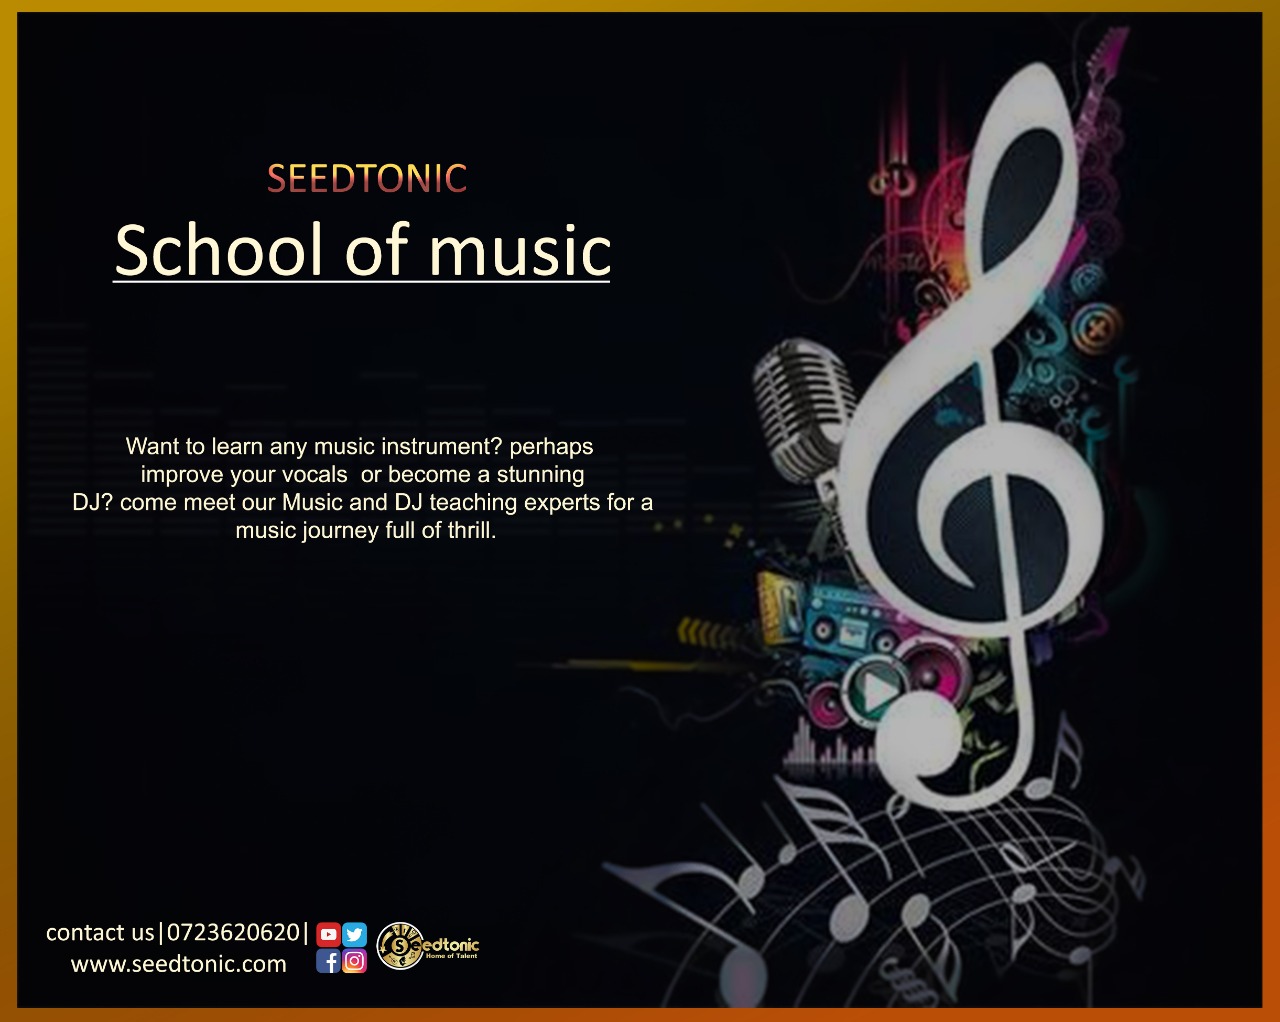 SEEDTONIC
School of music
Want to learn any music instrument? perhaps
improve your vocals  or become a stunning
DJ? come meet our Music and DJ teaching experts for a
music journey full of thrill.
contact us|0723620620|
www.seedtonic.com
Seedtonic
Home of Talent